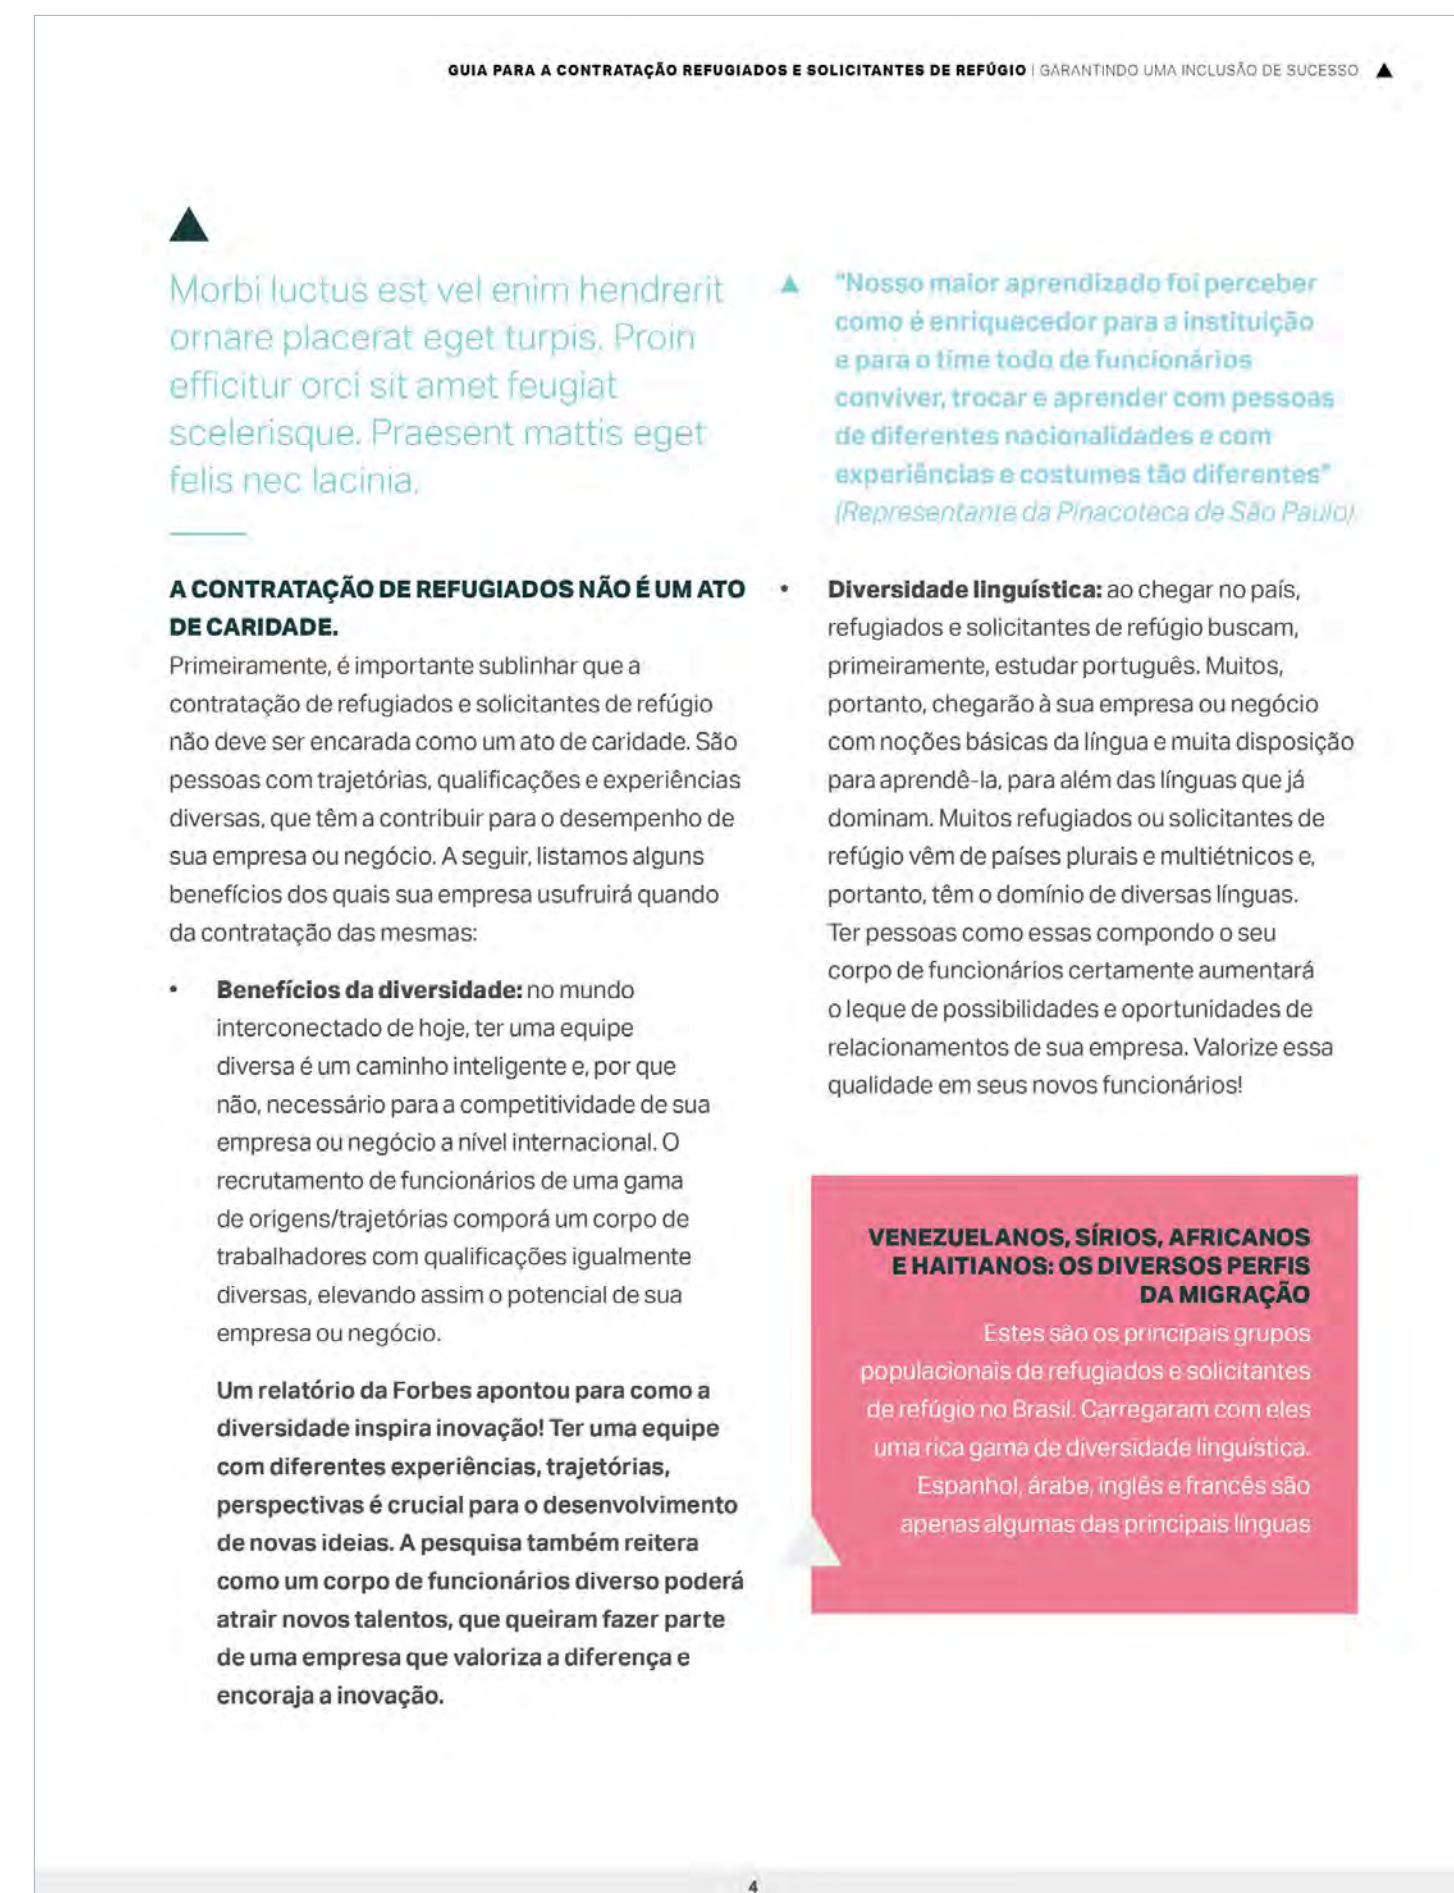 GUIA PARA A CONTRATAÇÃO REFUGIADOS E SOLICITANTES DE REFÚGIO | GARANTINDO UMA INCLUSÃO DE SUCESSO
Morbi luctus est vel enim hendrerit
ornare placerat eget turpis. Proin
efficitur orci sit amet feugiat
scelerisque. Praesent mattis eget
felis nec lacinia.
A CONTRATAÇÃO DE REFUGIADOS NÃO É UM ATO
DE CARIDADE.
Primeiramente, é importante sublinhar que a
contratação de refugiados e solicitantes de refúgio
não deve ser encarada como um ato de caridade. São
pessoas com trajetórias, qualificações e experiências
diversas, que têm a contribuir para o desempenho de
sua empresa ou negócio. A seguir, listamos alguns
benefícios dos quais sua empresa usufruirá quando
da contratação das mesmas:
• Benefícios da diversidade: no mundo
interconectado de hoje, ter uma equipe
diversa é um caminho inteligente e, por que
não, necessário para a competitividade de sua
empresa ou negócio a nível internacional. O
recrutamento de funcionários de uma gama
de origens/trajetórias comporá um corpo de
trabalhadores com qualificações igualmente
diversas, elevando assim o potencial de sua
empresa ou negócio.
Um relatório da Forbes apontou para como a
diversidade inspira inovação! Ter uma equipe
com diferentes experiências, trajetórias,
perspectivas é crucial para o desenvolvimento
de novas ideias. A pesquisa também reitera
como um corpo de funcionários diverso poderá
atrair novos talentos, que queiram fazer parte
de uma empresa que valoriza a diferença e
encoraja a inovação.
"Nosso maior aprendizado foi perceber
como é enriquecedor para a instituição
e para o time todo de funcionários
conviver, trocar e aprender com pessoas
de diferentes nacionalidades e com
experiências e costumes tão diferentes"
(Representante da Pinacoteca de São Paulo)
• Diversidade linguística: ao chegar no país,
refugiados e solicitantes de refúgio buscam,
primeiramente, estudar português. Muitos,
portanto, chegarão à sua empresa ou negócio
com noções básicas da língua e muita disposição
para aprendê-la, para além das línguas que já
dominam. Muitos refugiados ou solicitantes de
refúgio vêm de países plurais e multiétnicos e,
portanto, têm o domínio de diversas línguas.
Ter pessoas como essas compondo o seu
corpo de funcionários certamente aumentará
o leque de possibilidades e oportunidades de
relacionamentos de sua empresa. Valorize essa
qualidade em seus novos funcionários!
VENEZUELANOS, SÍRIOS, AFRICANOS
E HAITIANOS: OS DIVERSOS PERFIS
DA MIGRAÇÃO
Estes são os principais grupos
populacionais de refugiados e solicitantes
de refúgio no Brasil. Carregaram com eles
uma rica gama de diversidade linguística.
Espanhol, árabe, inglês e francês são
apenas algumas das principais línguas
4